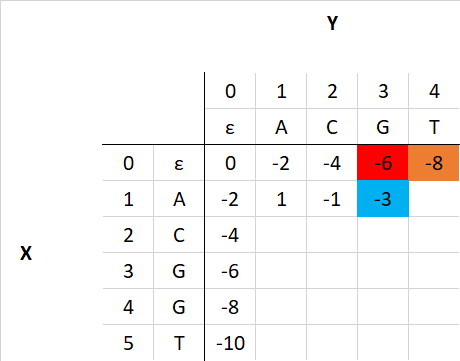 Y
0 1 2 3 4
ε A C G T
0 ε 0 -2 -4 -6 -8
1 A -2 1 -1 -3
2 C -4
X
3 G -6
4 G -8
5 T -10